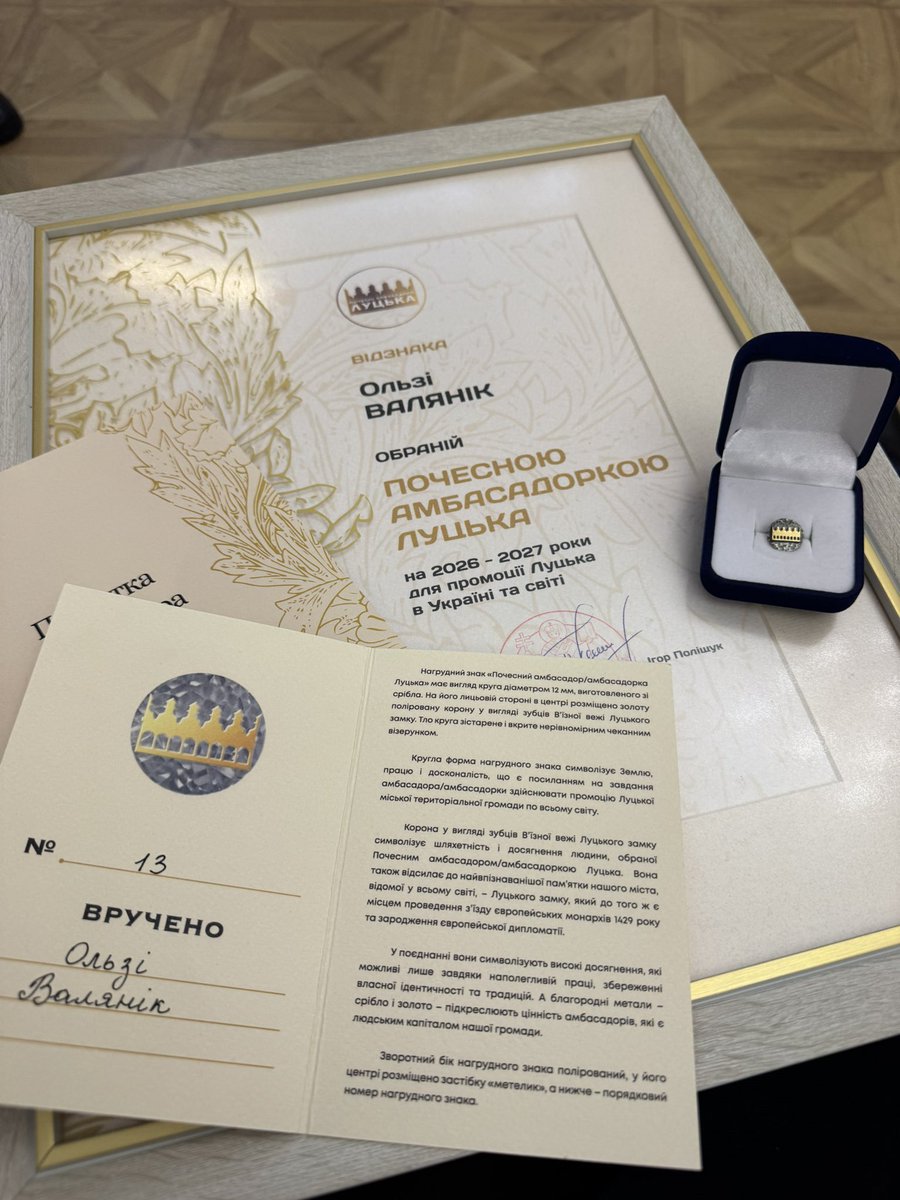 ЛУЦЬКА
ВІДЗНАКА
Ользі
ВАЛЯНІК
ОБРАНІЙ
ПОЧЕСНОЮ
АМБАСАДОРКОЮ
ЛУЦЬКА
на 2026 – 2027 роки
для промоції Луцька
в Україні та світі
Ігор Поліщук
№ 13
ВРУЧЕНО
Ользі
Валянік
Нагрудний знак «Почесний амбасадор/амбасадорка
Луцька» має вигляд круга діаметром 12 мм, виготовленого зі
срібла. На його лицьовій стороні в центрі розміщено золоту
поліровану корону у вигляді зубців В’їзної вежі Луцького
замку. Тло круга зістарене і вкрите нерівномірним чеканним
візерунком.
Кругла форма нагрудного знака символізує Землю,
працю і досконалість, що є посиланням на завдання
амбасадора/амбасадорки здійснювати промоцію Луцької
міської територіальної громади по всьому світу.
Корона у вигляді зубців В’їзної вежі Луцького замку
символізує шляхетність і досягнення людини, обраної
Почесним амбасадором/амбасадоркою Луцька. Вона
також відсилає до найвпізнаванішої пам’ятки нашого міста,
відомої у всьому світі, – Луцького замку, який до того ж є
місцем проведення з’їзду європейських монархів 1429 року
та зародження європейської дипломатії.
У поєднанні вони символізують високі досягнення, які
можливі лише завдяки наполегливій праці, збереженні
власної ідентичності та традицій. А благородні метали –
срібло і золото – підкреслюють цінність амбасадорів, які є
людським капіталом нашої громади.
Зворотний бік нагрудного знака полірований, у його
центрі розміщено застібку «метелик», а нижче – порядковий
номер нагрудного знака.